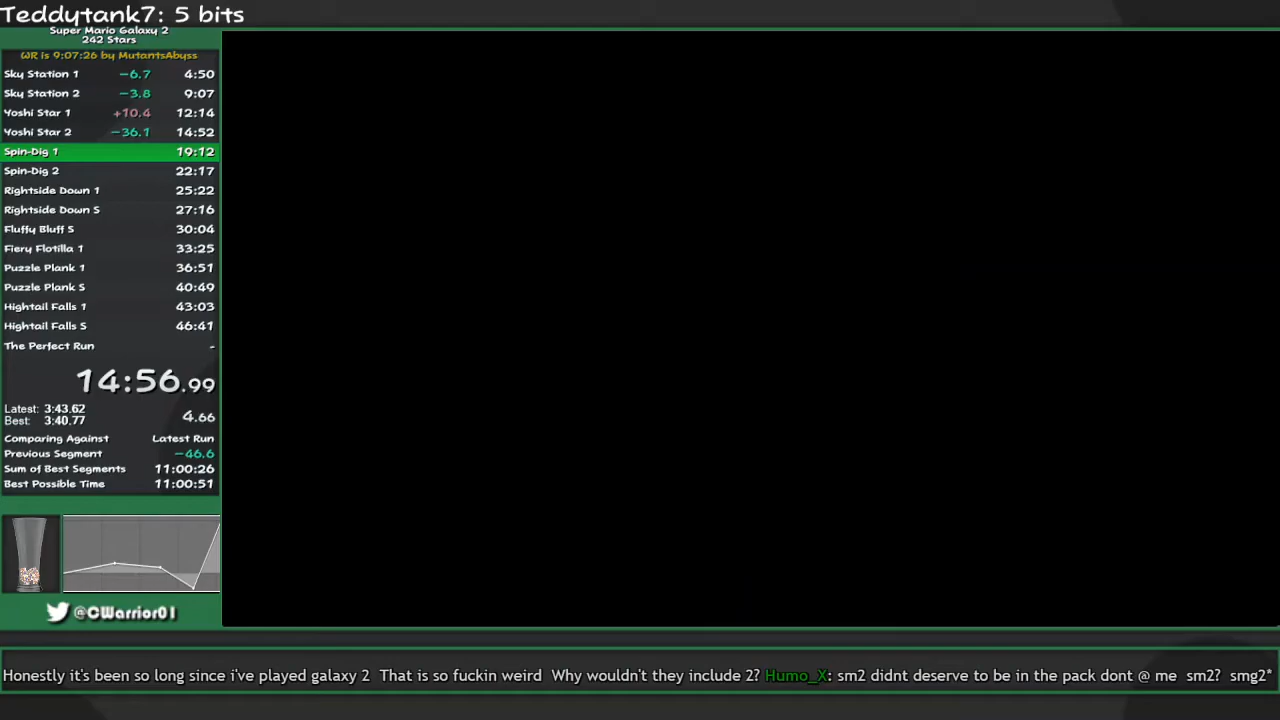 Teddytank7: 5 bits
Super Mario Galaxy 2
242 Stars
WR is 9:07:26 by MutantsAbyss
Sky Station 1 −6.7 4:50
Sky Station 2 −3.8 9:07
Yoshi Star 1 +10.4 12:14
Yoshi Star 2 −36.1 14:52
Spin-Dig 1 19:12
Spin-Dig 2 22:17
Rightside Down 1 25:22
Rightside Down S 27:16
Fluffy Bluff S 30:04
Fiery Flotilla 1 33:25
Puzzle Plank 1 36:51
Puzzle Plank S 40:49
Hightail Falls 1 43:03
Hightail Falls S 46:41
The Perfect Run -
14:56.99
Latest: 3:43.62
Best: 3:40.77
4.66
Comparing Against Latest Run
Previous Segment −46.6
Sum of Best Segments 11:00:26
Best Possible Time 11:00:51
@CWarrior01
Honestly it's been so long since i've played galaxy 2 That is so fuckin weird Why wouldn't they include 2? Humo_X: sm2 didnt deserve to be in the pack dont @ me sm2? smg2*